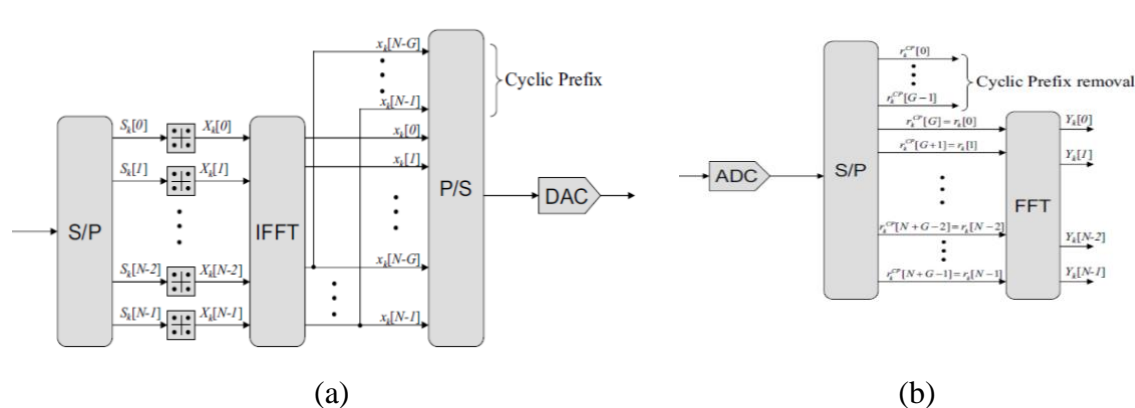 x_k[N-G]
Cyclic Prefix
x_k[N-1]
S_k[0] X_k[0] x_k[0]
S_k[1] X_k[1] x_k[1]
S/P IFFT P/S DAC
S_k[N-2] X_k[N-2] x_k[N-G]
S_k[N-1] X_k[N-1] x_k[N-1]
(a)
r_k^{CP}[0]
Cyclic Prefix removal
r_k^{CP}[G-1]
r_k^{CP}[G]=r_k[0] Y_k[0]
r_k^{CP}[G+1]=r_k[1] Y_k[1]
ADC S/P FFT
r_k^{CP}[N+G-2]=r_k[N-2] Y_k[N-2]
r_k^{CP}[N+G-1]=r_k[N-1] Y_k[N-1]
(b)